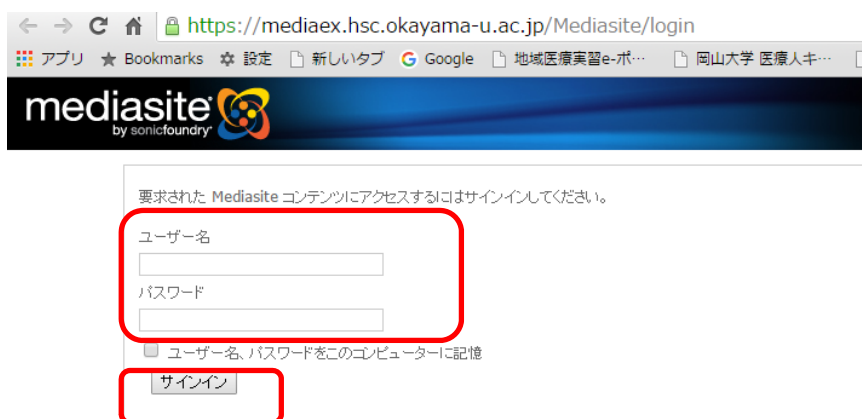 https://mediaex.hsc.okayama-u.ac.jp/Mediasite/login
アプリ Bookmarks 設定 新しいタブ Google 地域医療実習e-ポ… 岡山大学 医療人キ…
mediasite
by sonicfoundry
要求された Mediasite コンテンツにアクセスするにはサインインしてください。
ユーザー名
パスワード
ユーザー名、パスワードをこのコンピューターに記憶
サインイン